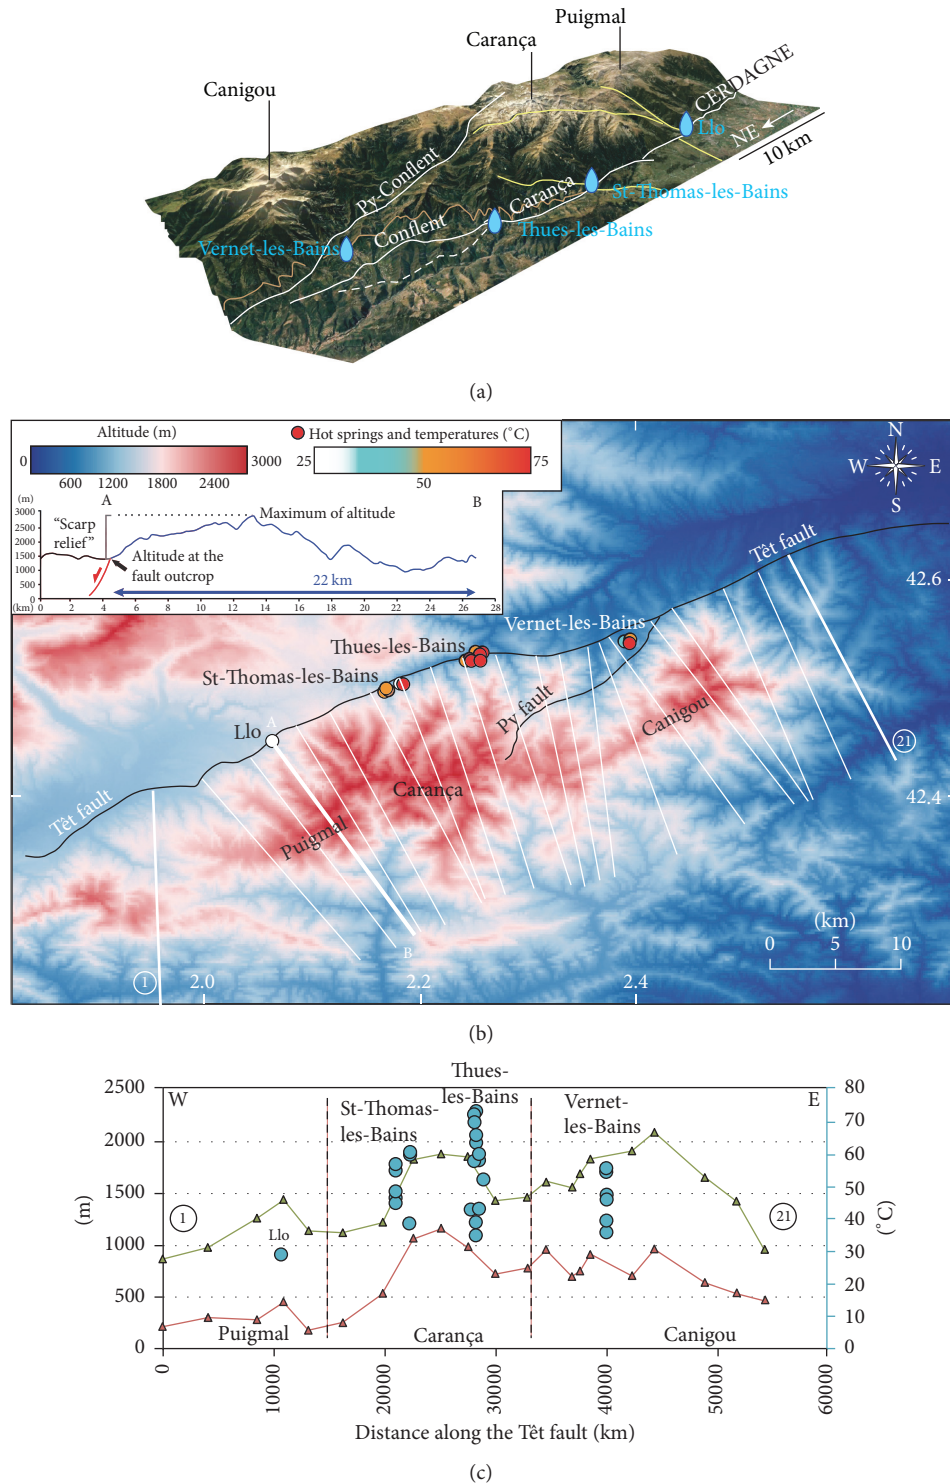 Puigmal
Carança
Canigou
CERDAGNE
Llo
NE
10 km
Py-Conflent
St-Thomas-les-Bains
Carança
Thues-les-Bains
Conflent
Vernet-les-Bains
(a)
Altitude (m)
0
3000
600 1200 1800 2400
Hot springs and temperatures (°C)
25
75
50
N
W
E
S
(m)
A
B
3000
2500
2000
1500
1000
500
0
"Scarp
relief"
Maximum of altitude
Altitude at the
fault outcrop
22 km
(km)
0 2 4 6 8 10 12 14 16 18 20 22 24 26 28
Têt fault
42.6
Vernet-les-Bains
Thues-les-Bains
St-Thomas-les-Bains
Llo
A
Py fault
Canigou
21
Carança
Puigmal
42.4
Têt fault
B
(km)
0 5 10
1
2.0
2.2
2.4
(b)
Thues-
les-Bains
W
E
St-Thomas-
les-Bains
Vernet-
les-Bains
1
21
Llo
Puigmal
Carança
Canigou
2500
2000
1500
1000
500
0
(m)
80
70
60
50
40
30
20
10
0
(°C)
0
10000
20000
30000
40000
50000
60000
Distance along the Têt fault (km)
(c)